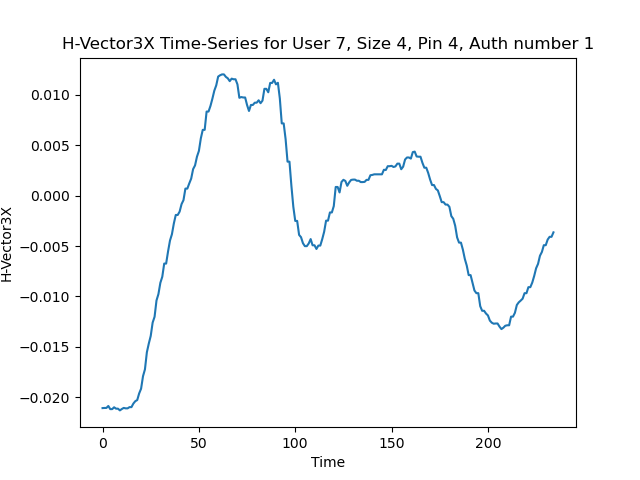 H-Vector3X Time-Series for User 7, Size 4, Pin 4, Auth number 1
0.010
0.005
0.000
−0.005
−0.010
−0.015
−0.020
H-Vector3X
0 50 100 150 200
Time